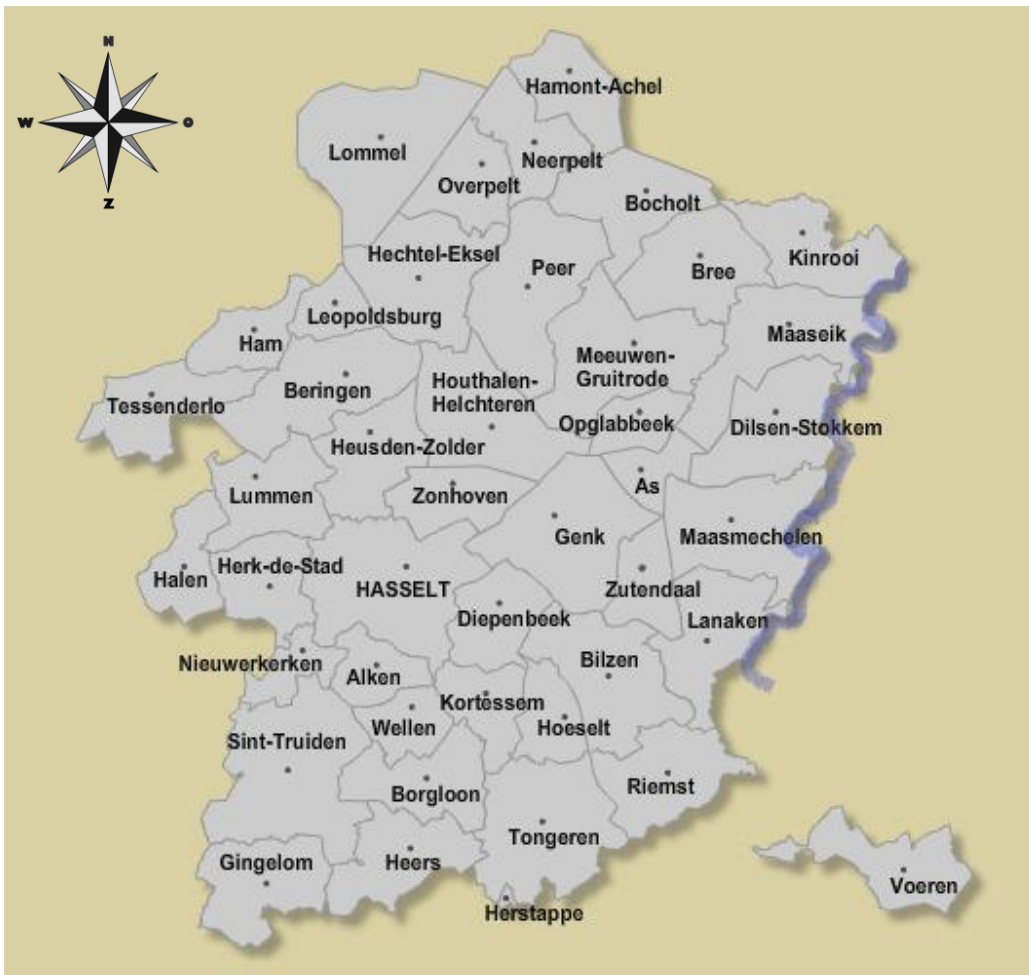 N
W
O
Z
Hamont-Achel
Lommel
Neerpelt
Overpelt
Bocholt
Hechtel-Eksel
Peer
Bree
Kinrooi
Leopoldsburg
Ham
Maaseik
Meeuwen-
Gruitrode
Beringen
Houthalen-
Helchteren
Tessenderlo
Opglabbeek
Dilsen-Stokkem
Heusden-Zolder
Lummen
Zonhoven
As
Genk
Maasmechelen
Halen
Herk-de-Stad
HASSELT
Zutendaal
Diepenbeek
Lanaken
Nieuwerkerken
Alken
Bilzen
Kortessem
Wellen
Hoeselt
Sint-Truiden
Borgloon
Riemst
Tongeren
Gingelom
Heers
Voeren
Herstappe